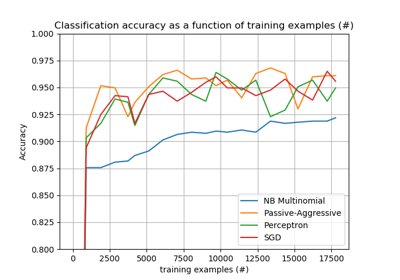 Classification accuracy as a function of training examples (#)
1.000
0.975
0.950
0.925
0.900
0.875
0.850
0.825
0.800
Accuracy
NB Multinomial
Passive-Aggressive
Perceptron
SGD
0 2500 5000 7500 10000 12500 15000 17500
training examples (#)